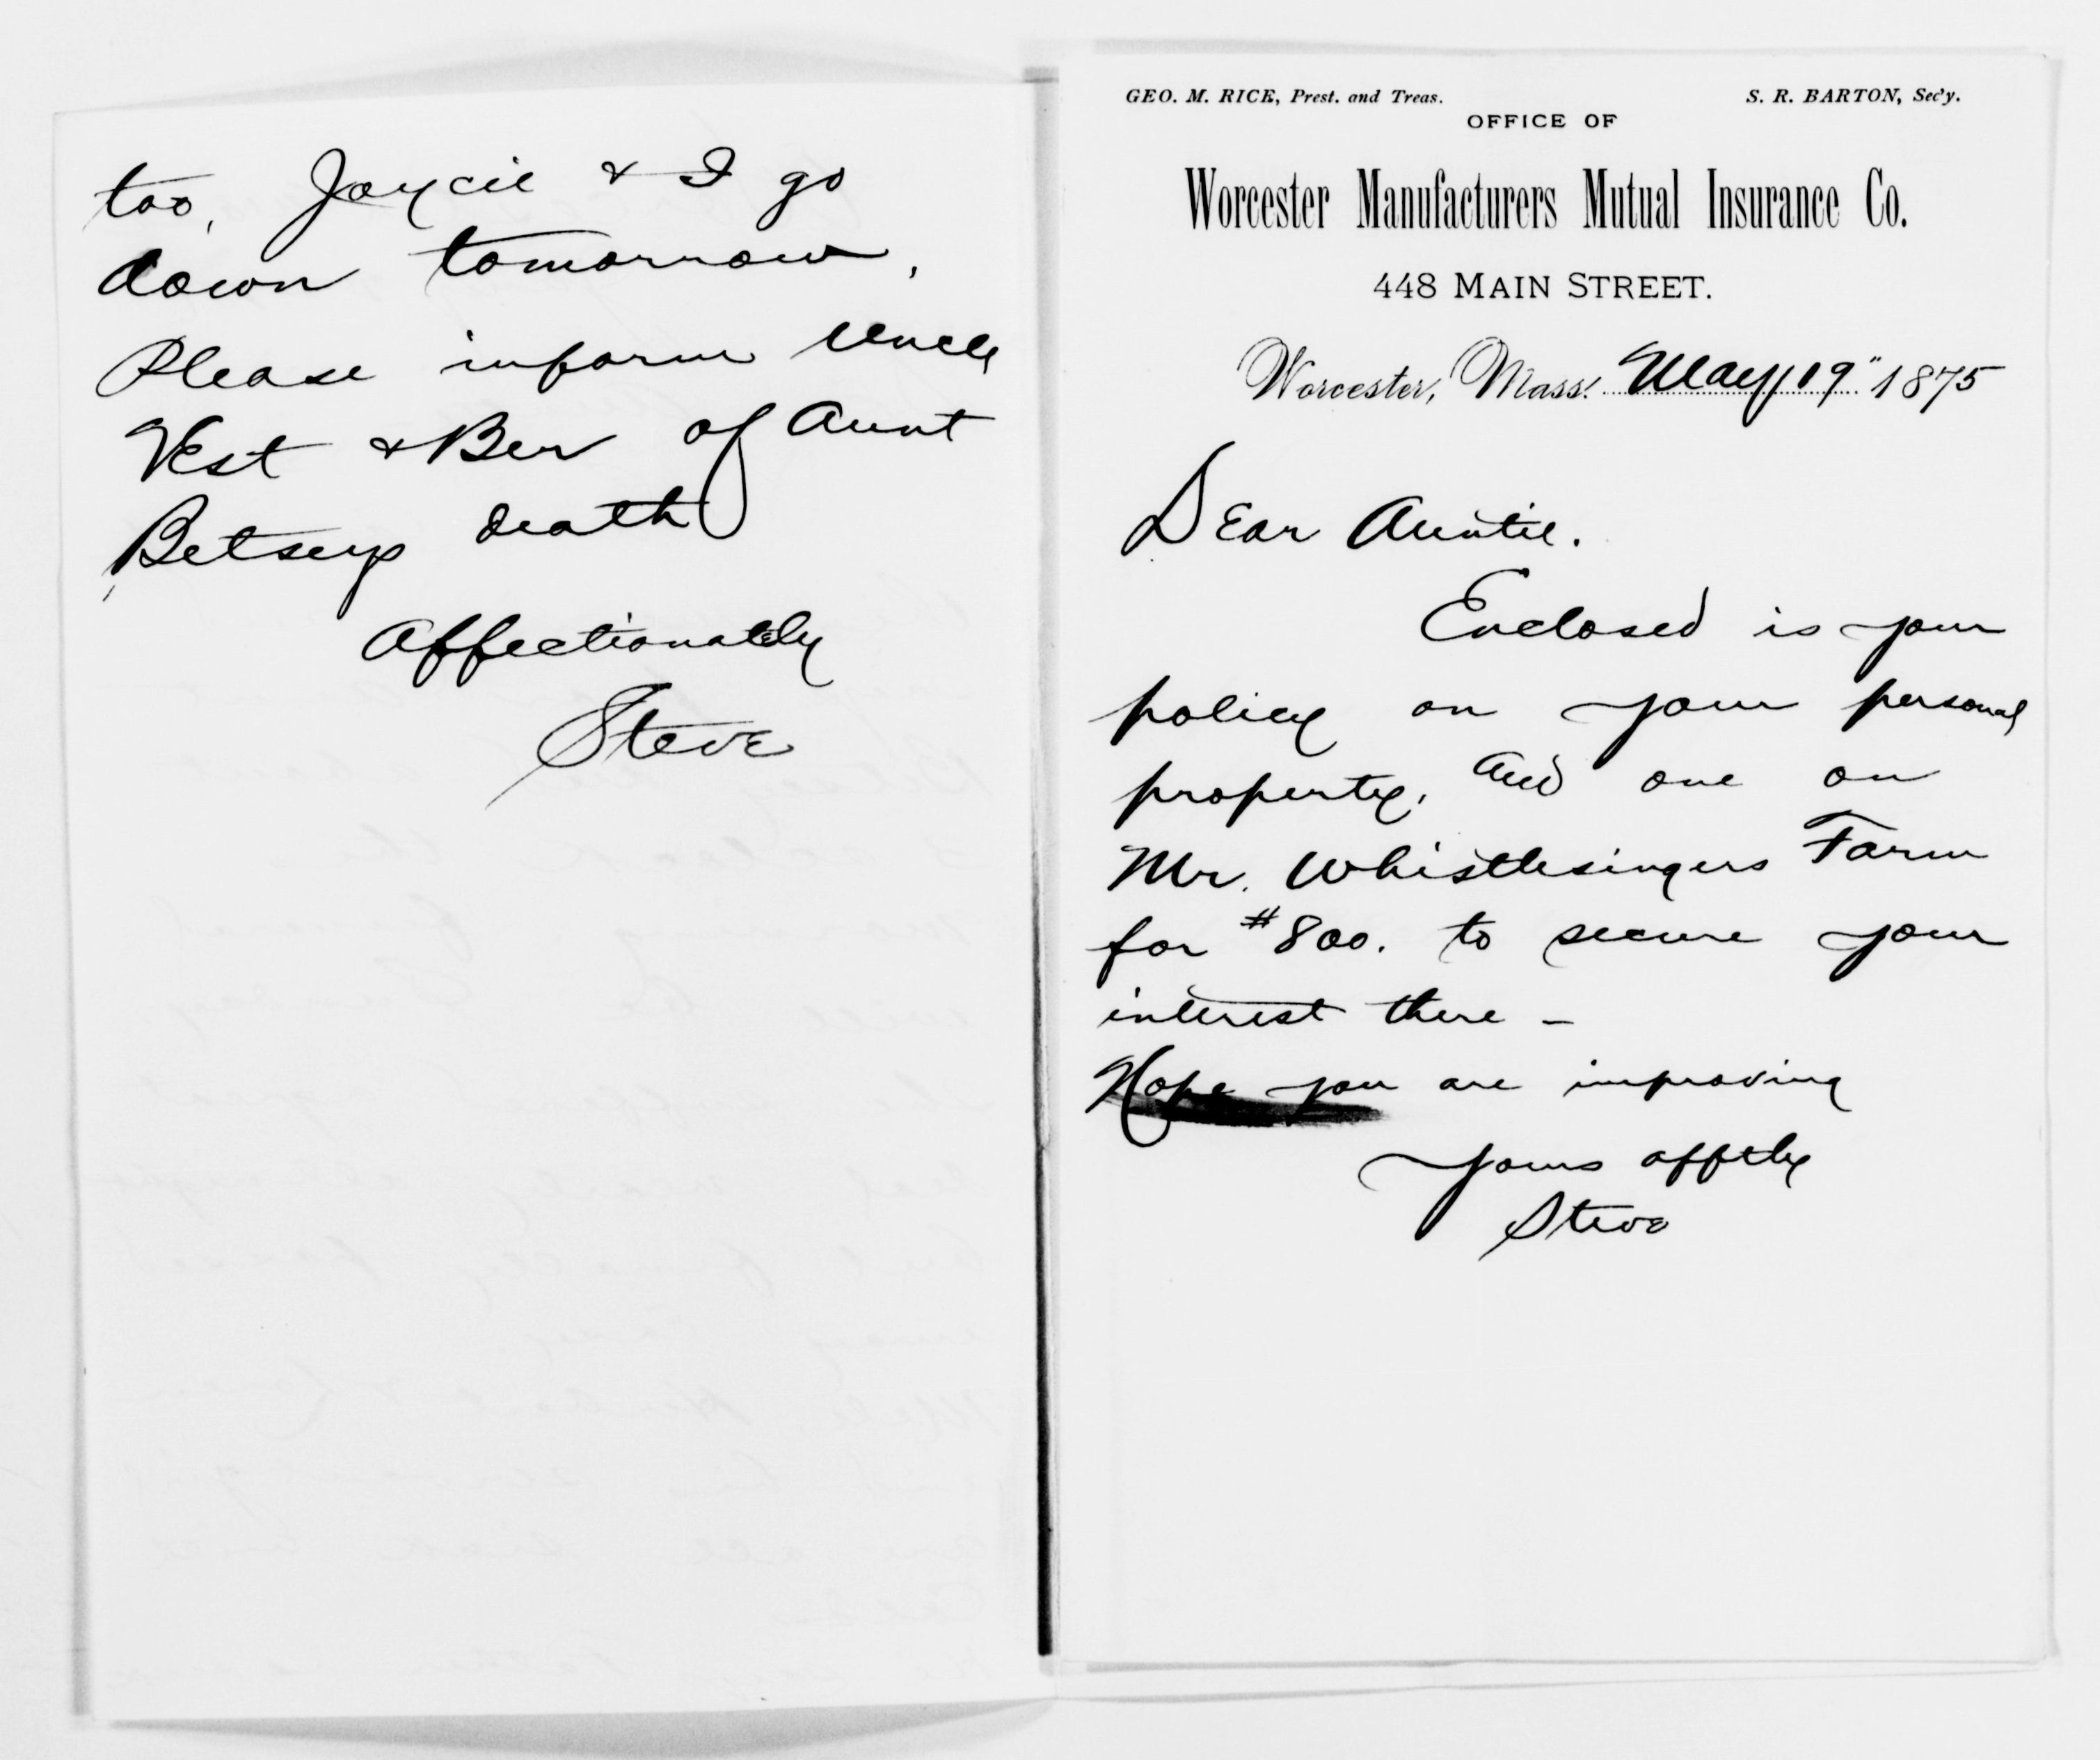 too, Joycie & I go
down tomorrow,
Please inform Uncle
Vest & Ber of Aunt
Betseys death
Affectionately
Steve
GEO. M. RICE, Prest. and Treas. S. R. BARTON, Sec'y.
OFFICE OF
Worcester Manufacturers Mutual Insurance Co.
448 MAIN STREET.
Worcester, Mass. May 19" 1875
Dear Auntie.
Enclosed is your
policy on your personal
property, and one on
Mr. Whistlesingers Farm
for #800. to secure your
interest there -
Hope you are improving
Yours afftly
Steve